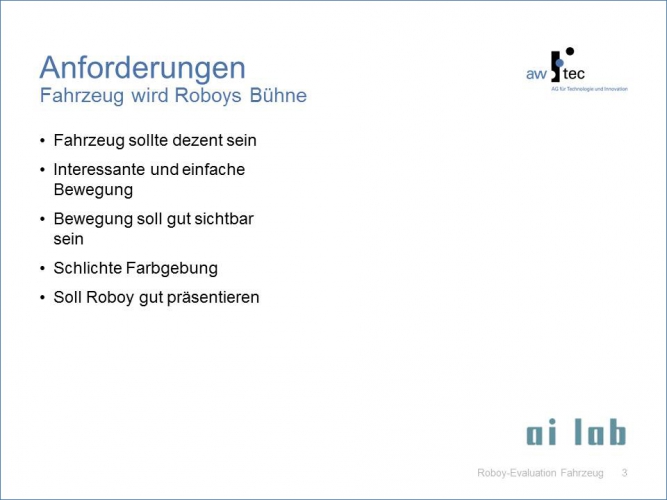 Anforderungen
Fahrzeug wird Roboys Bühne
aw tec
AG für Technologie und Innovation
• Fahrzeug sollte dezent sein
• Interessante und einfache
Bewegung
• Bewegung soll gut sichtbar
sein
• Schlichte Farbgebung
• Soll Roboy gut präsentieren
ai lab
Roboy-Evaluation Fahrzeug 3